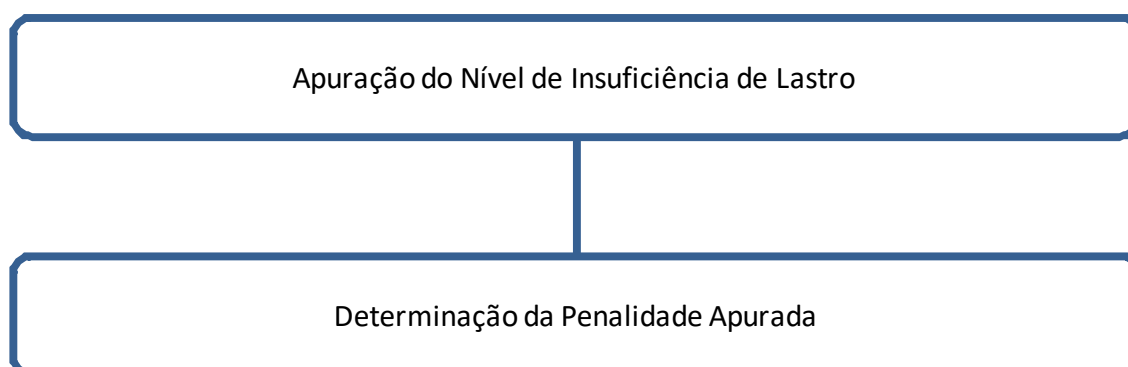 Apuração do Nível de Insuficiência de Lastro
Determinação da Penalidade Apurada